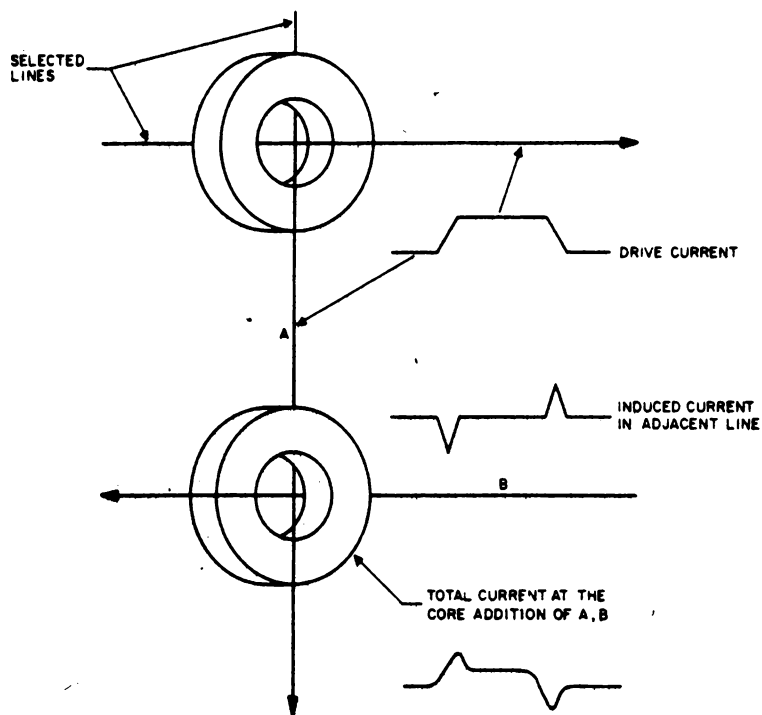 SELECTED
LINES
DRIVE CURRENT
A
INDUCED CURRENT
IN ADJACENT LINE
B
TOTAL CURRENT AT THE
CORE ADDITION OF A, B